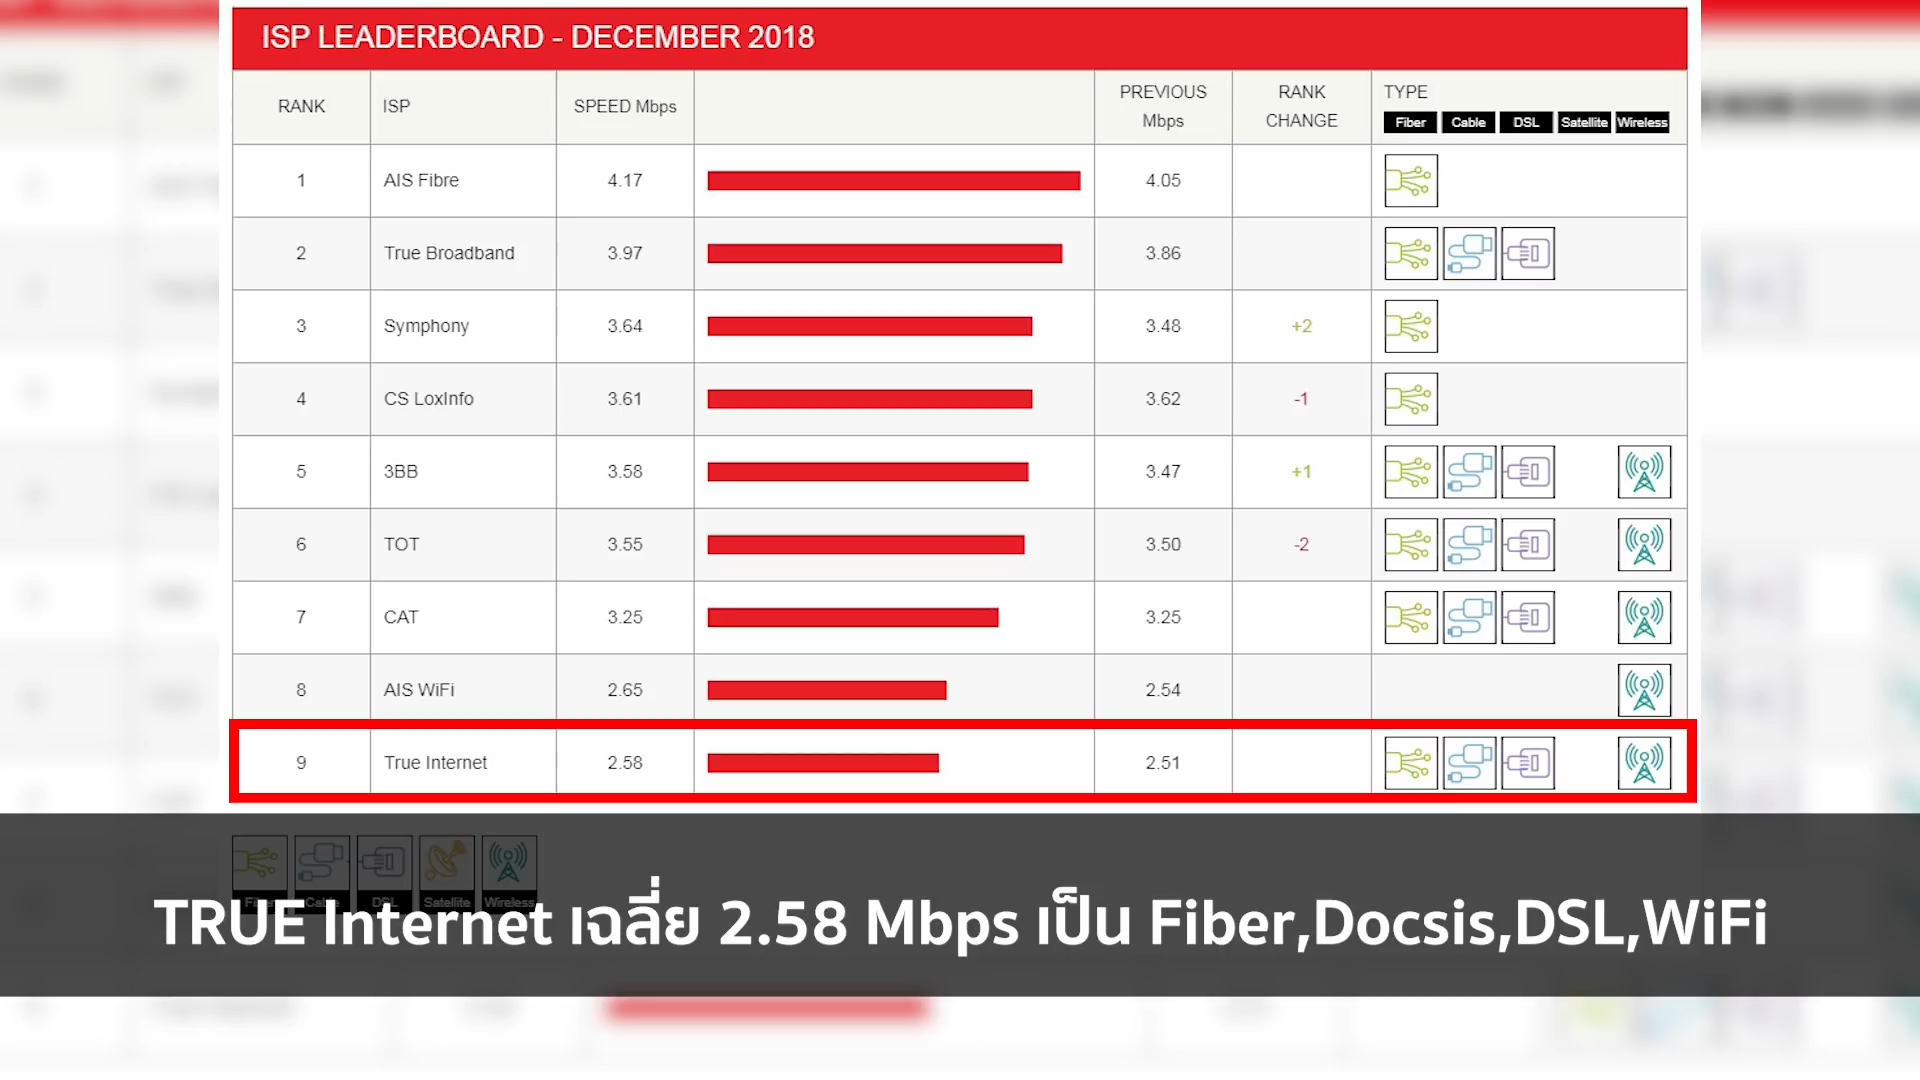 ISP LEADERBOARD - DECEMBER 2018
RANK ISP SPEED Mbps PREVIOUS Mbps RANK CHANGE TYPE
Fiber Cable DSL Satellite Wireless
1 AIS Fibre 4.17 4.05
2 True Broadband 3.97 3.86
3 Symphony 3.64 3.48 +2
4 CS LoxInfo 3.61 3.62 -1
5 3BB 3.58 3.47 +1
6 TOT 3.55 3.50 -2
7 CAT 3.25 3.25
8 AIS WiFi 2.65 2.54
9 True Internet 2.58 2.51
Fiber Cable DSL Satellite Wireless
TRUE Internet เฉลี่ย 2.58 Mbps เป็น Fiber,Docsis,DSL,WiFi